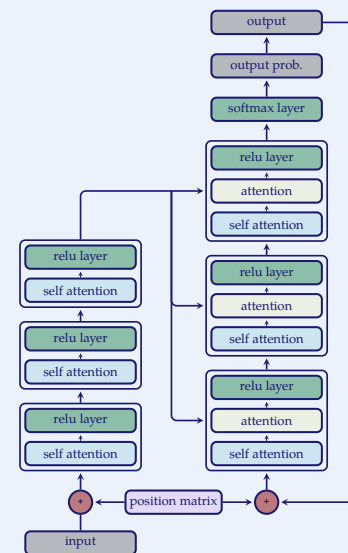 output
output prob.
softmax layer
relu layer
attention
self attention
relu layer
attention
self attention
relu layer
attention
self attention
relu layer
self attention
relu layer
self attention
relu layer
self attention
+
position matrix
+
input